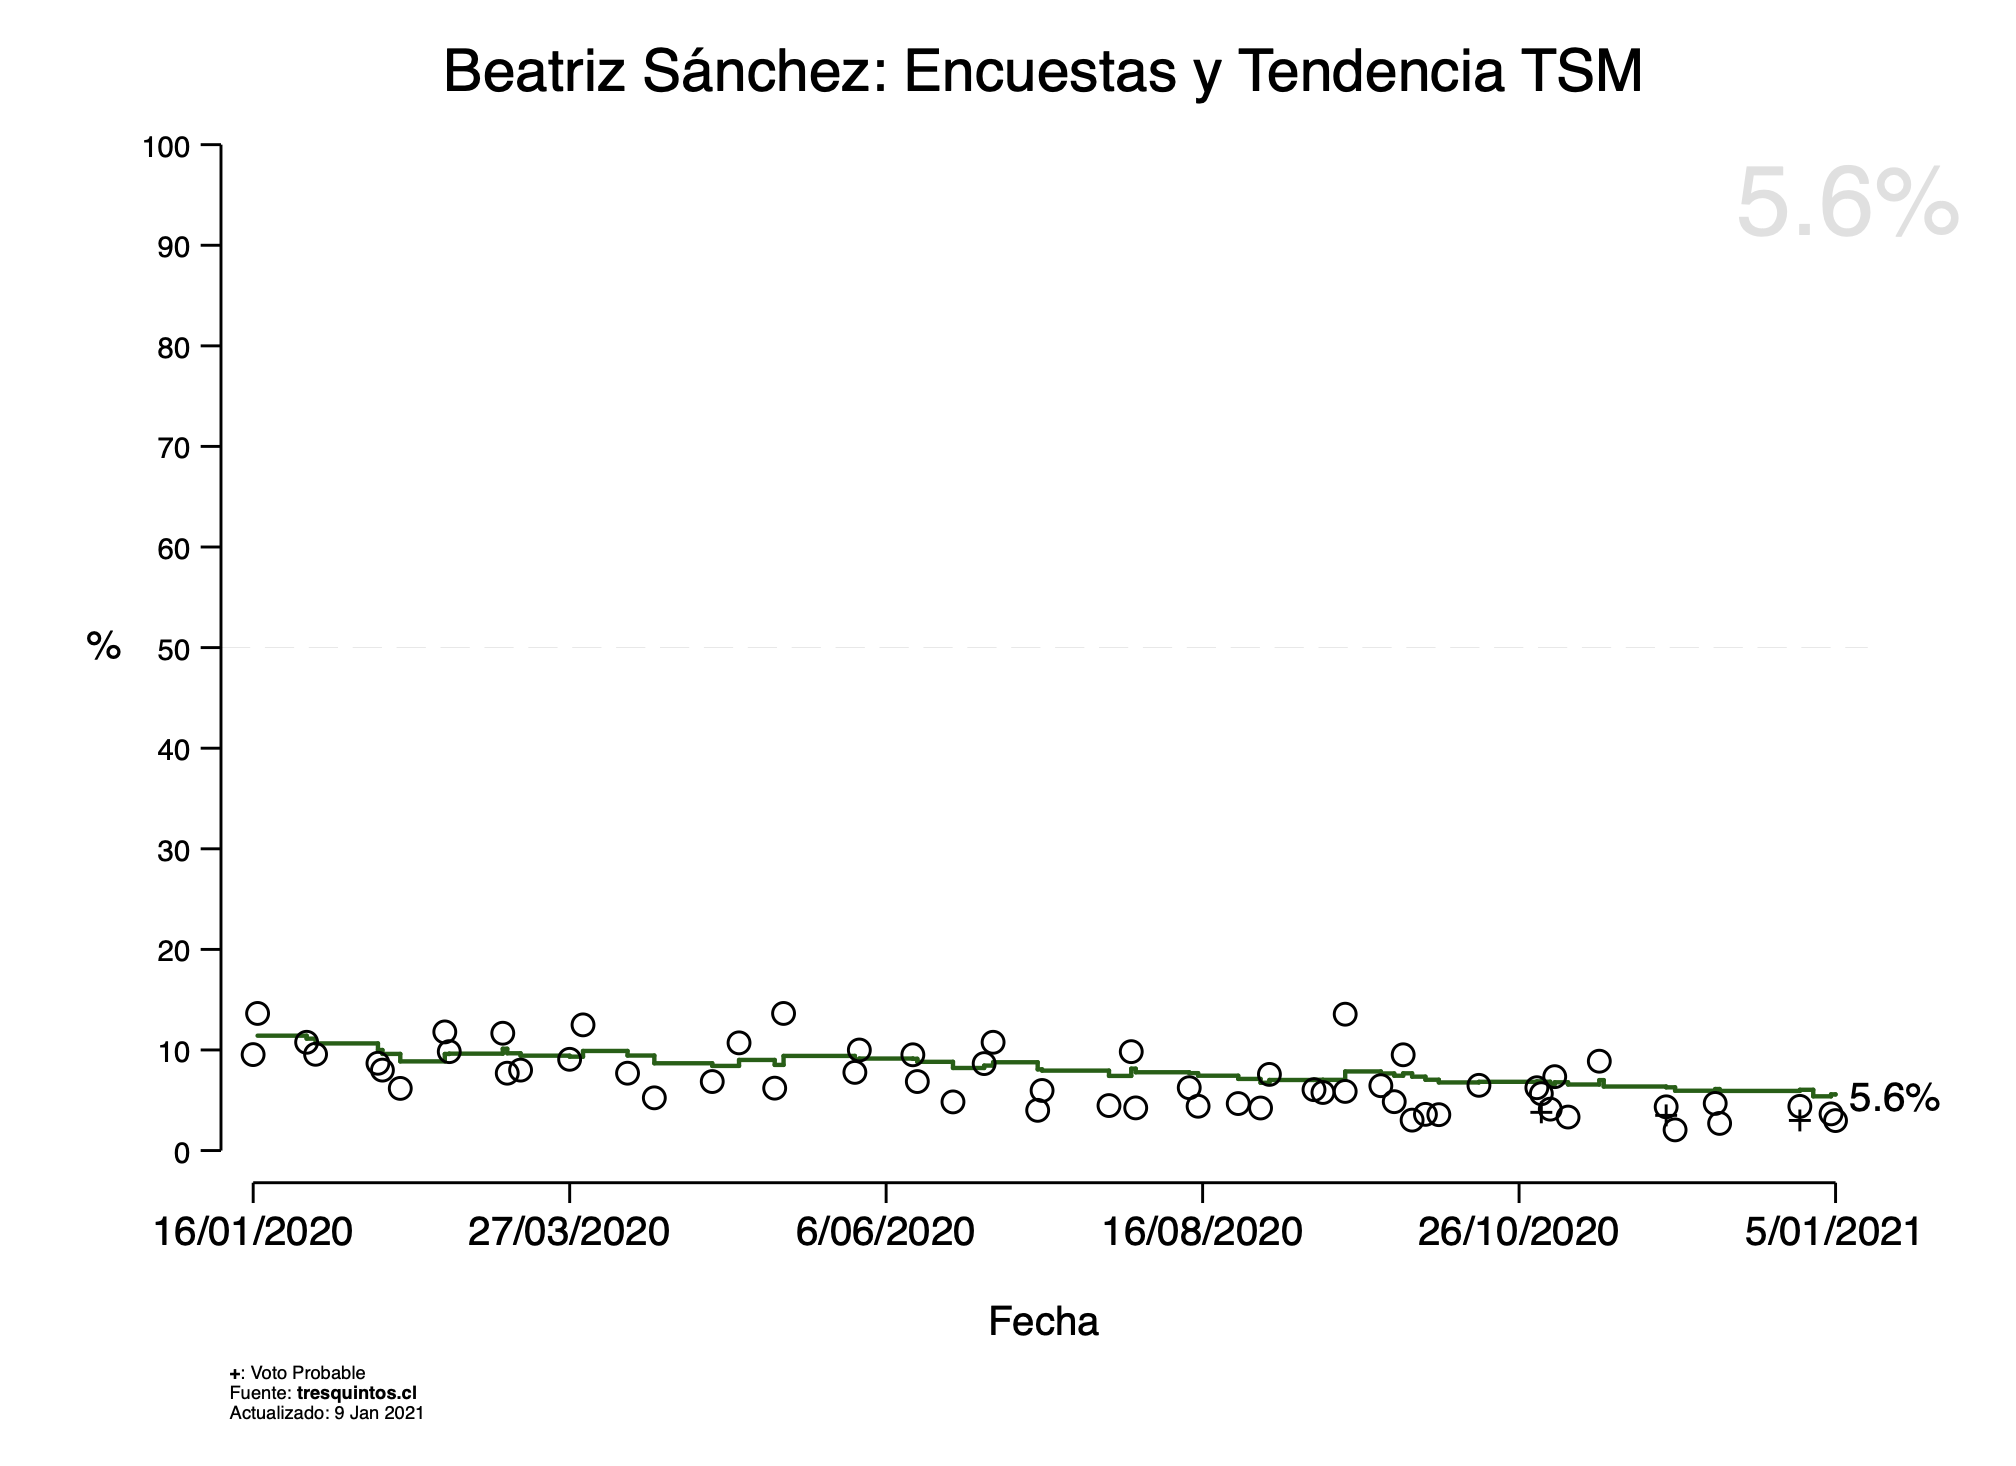 Beatriz Sánchez: Encuestas y Tendencia TSM
5.6%
100
90
80
70
60
50
40
30
20
10
0
%
5.6%
16/01/2020 27/03/2020 6/06/2020 16/08/2020 26/10/2020 5/01/2021
Fecha
+: Voto Probable
Fuente: tresquintos.cl
Actualizado: 9 Jan 2021